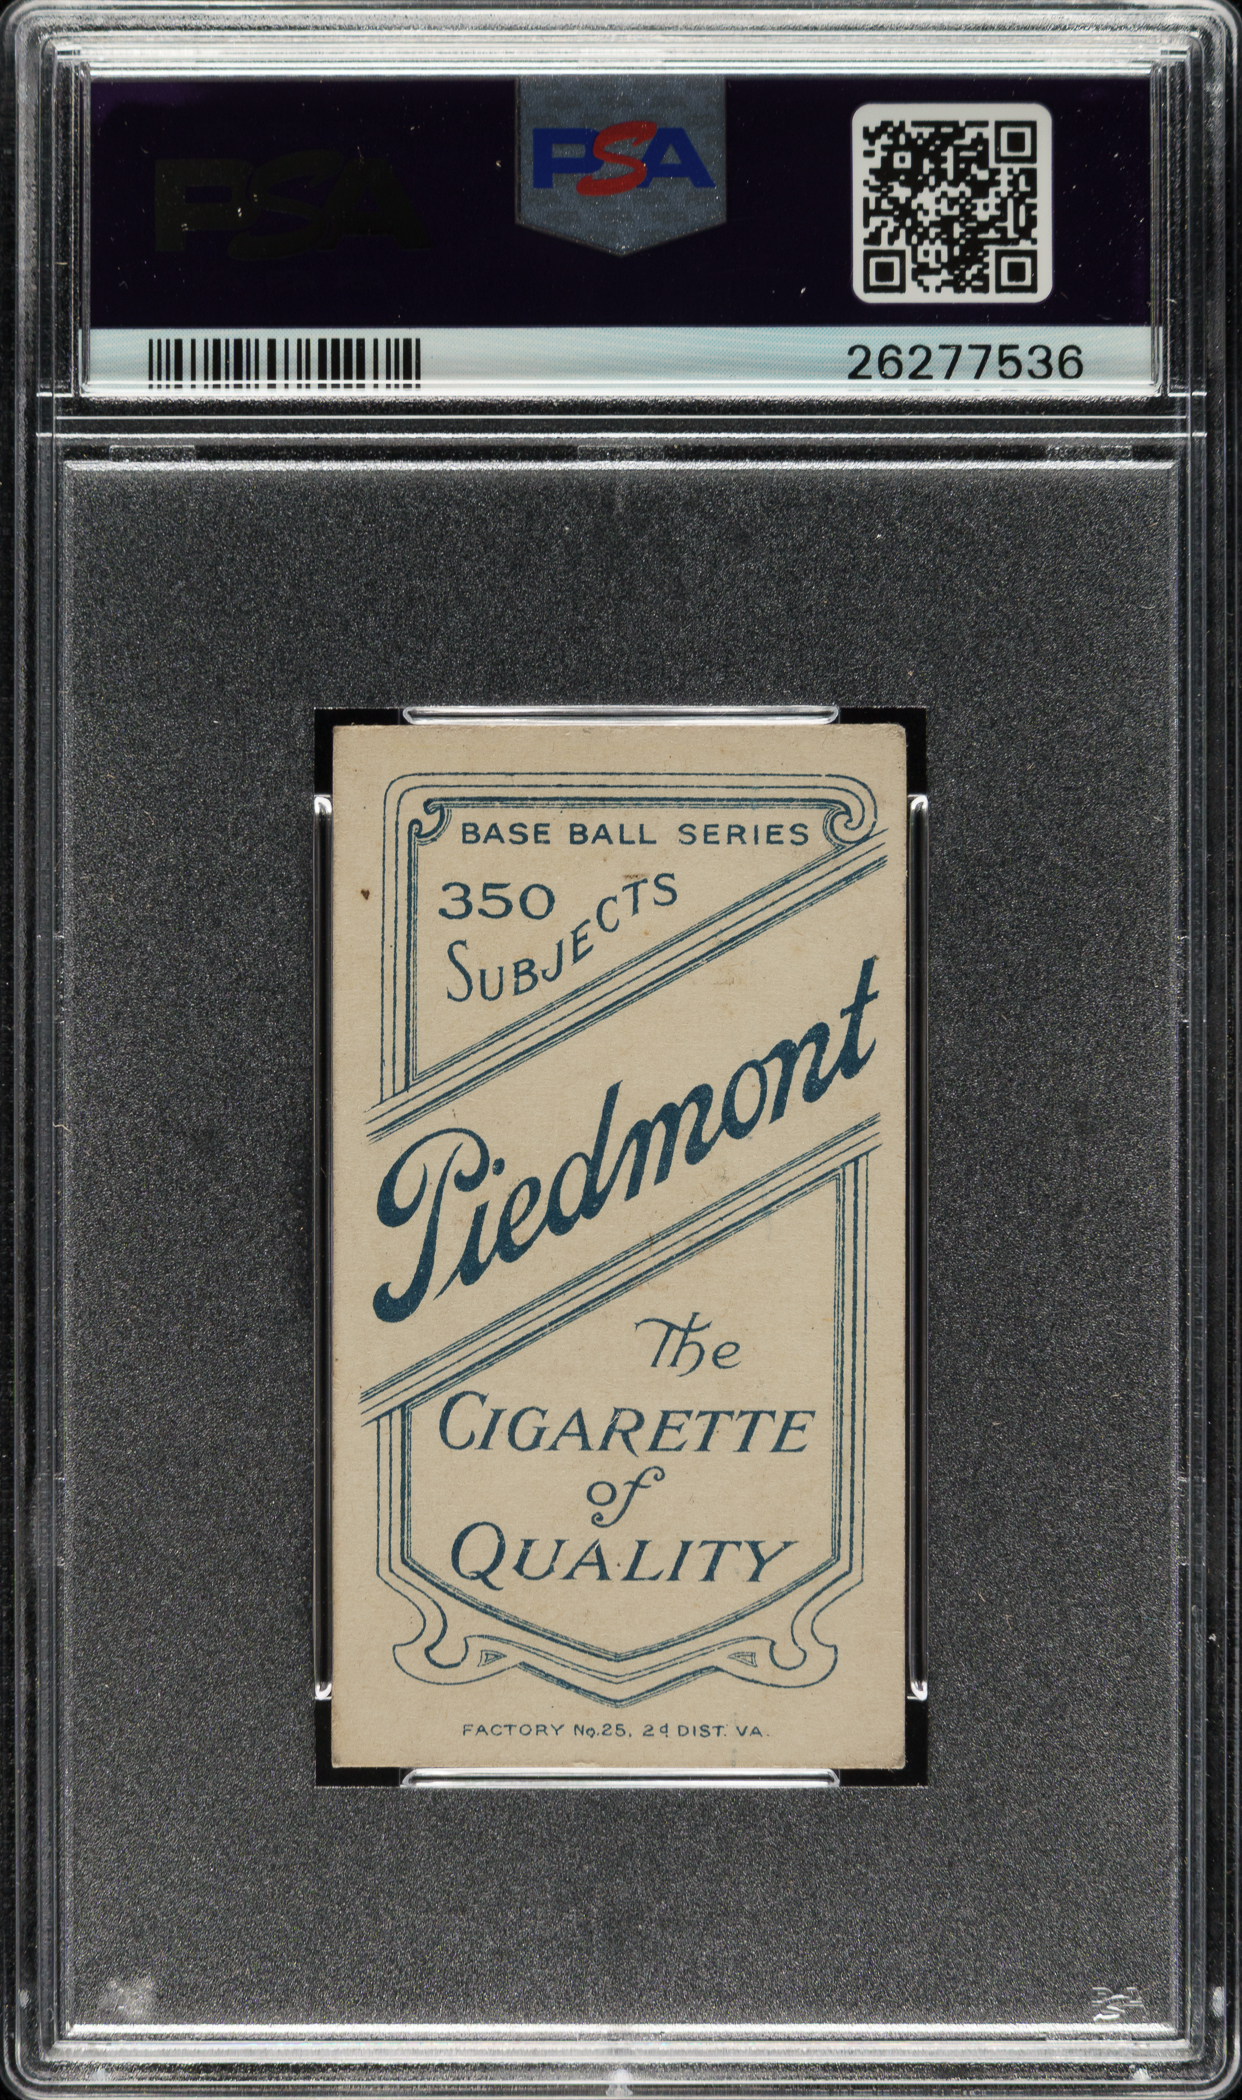 PSA
PSA
26277536
BASE BALL SERIES
350
SUBJECTS
Piedmont
The
CIGARETTE
of
QUALITY
FACTORY No.25, 2d DIST. VA.